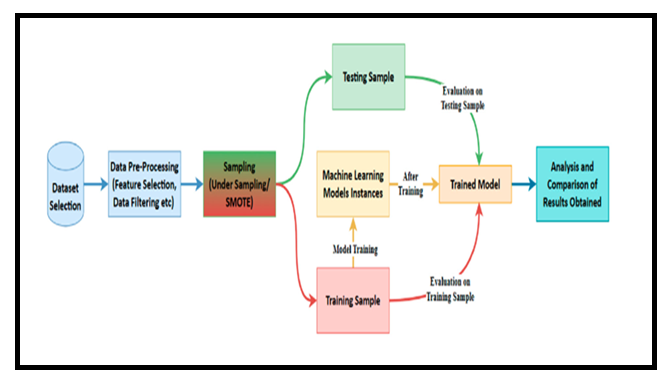 Dataset
Selection
Data Pre-Processing
(Feature Selection,
Data Filtering etc)
Sampling
(Under Sampling/
SMOTE)
Testing Sample
Evaluation on
Testing Sample
Machine Learning
Models Instances
After
Training
Trained Model
Analysis and
Comparison of
Results Obtained
Model Training
Training Sample
Evaluation on
Training Sample